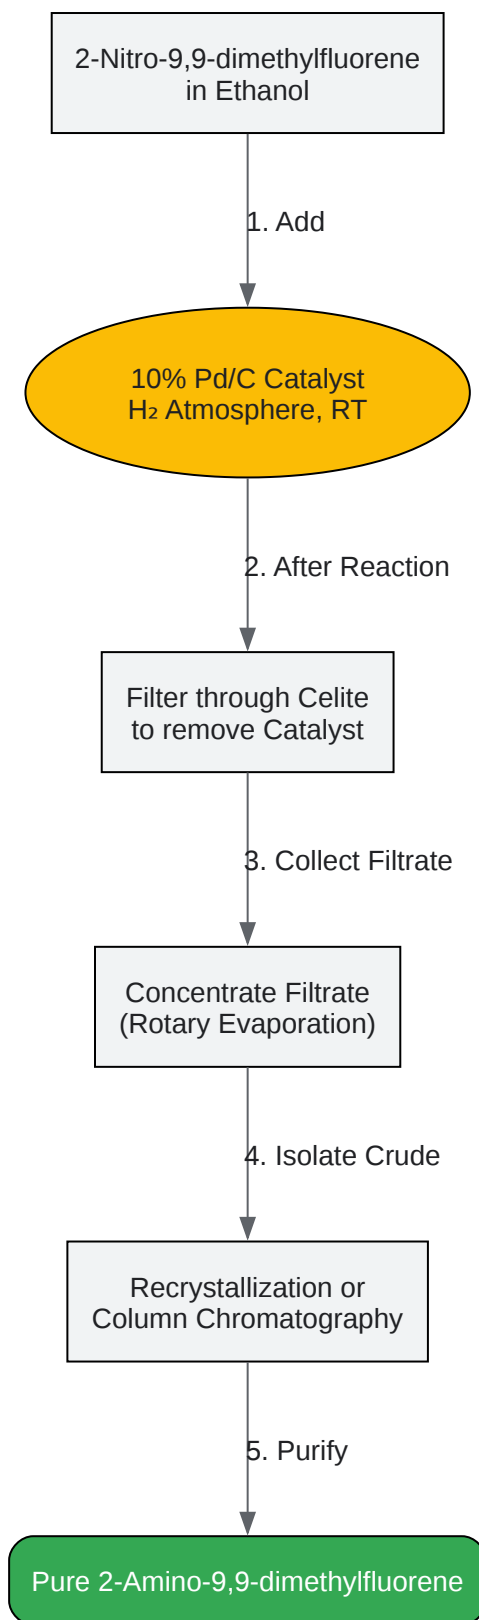 2-Nitro-9,9-dimethylfluorene
in Ethanol
1. Add
10% Pd/C Catalyst
H₂ Atmosphere, RT
2. After Reaction
Filter through Celite
to remove Catalyst
3. Collect Filtrate
Concentrate Filtrate
(Rotary Evaporation)
4. Isolate Crude
Recrystallization or
Column Chromatography
5. Purify
Pure 2-Amino-9,9-dimethylfluorene